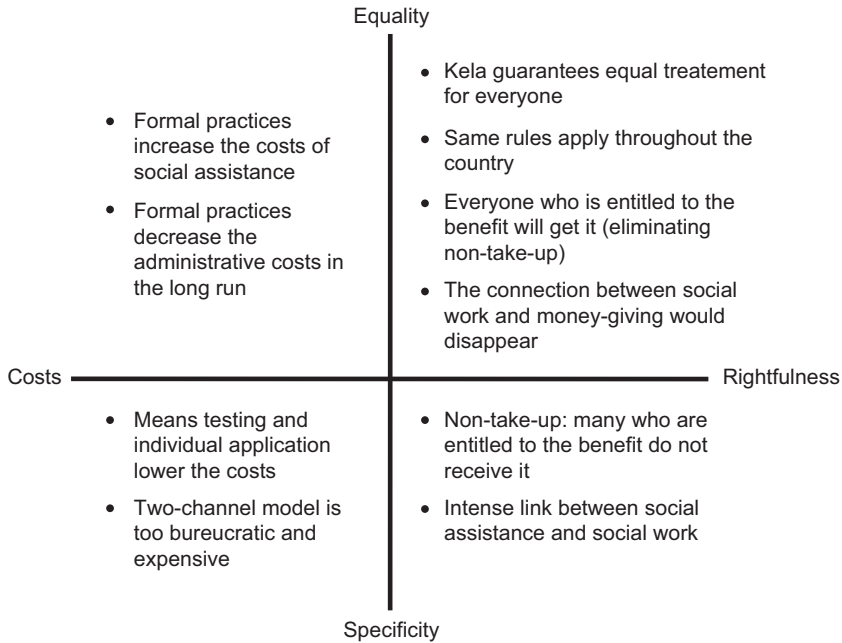 Equality
• Formal practices
increase the costs of
social assistance
• Formal practices
decrease the
administrative costs in
the long run
• Kela guarantees equal treatement
for everyone
• Same rules apply throughout the
country
• Everyone who is entitled to the
benefit will get it (eliminating
non-take-up)
• The connection between social
work and money-giving would
disappear
Costs
Rightfulness
• Means testing and
individual application
lower the costs
• Two-channel model is
too bureucratic and
expensive
• Non-take-up: many who are
entitled to the benefit do not
receive it
• Intense link between social
assistance and social work
Specificity